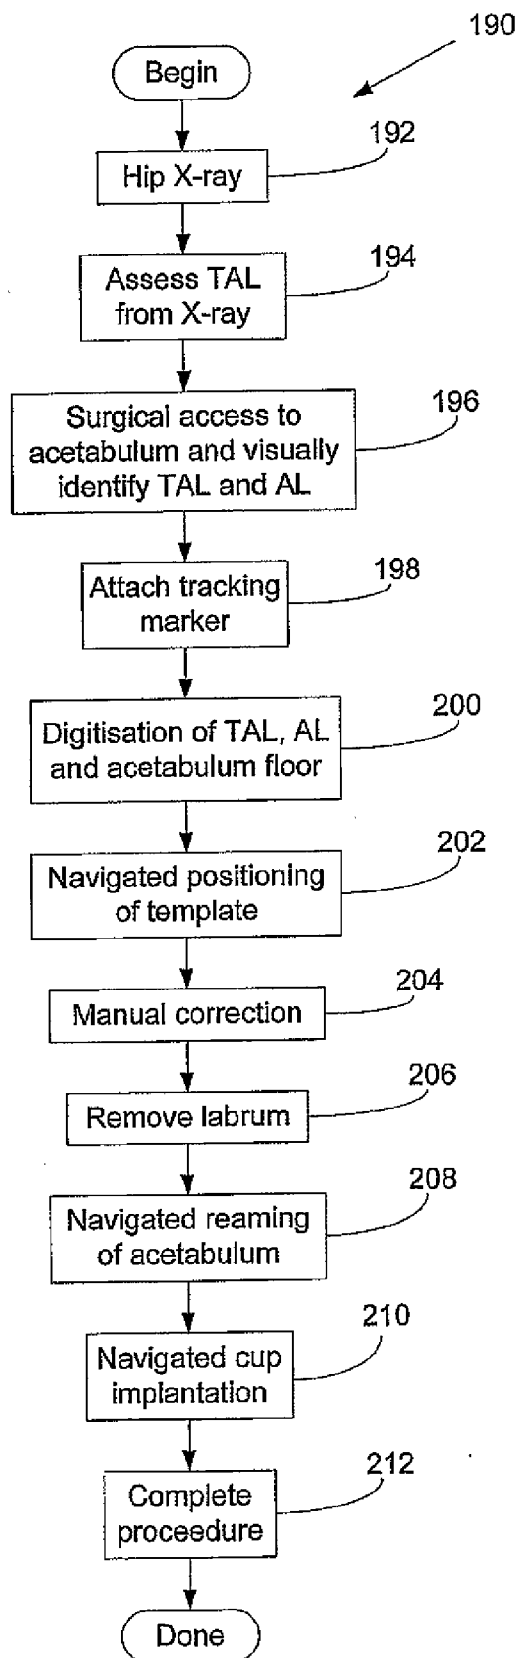 190
Begin
192
Hip X-ray
194
Assess TAL
from X-ray
196
Surgical access to
acetabulum and visually
identify TAL and AL
198
Attach tracking
marker
200
Digitisation of TAL, AL
and acetabulum floor
202
Navigated positioning
of template
204
Manual correction
206
Remove labrum
208
Navigated reaming
of acetabulum
210
Navigated cup
implantation
212
Complete
proceedure
Done